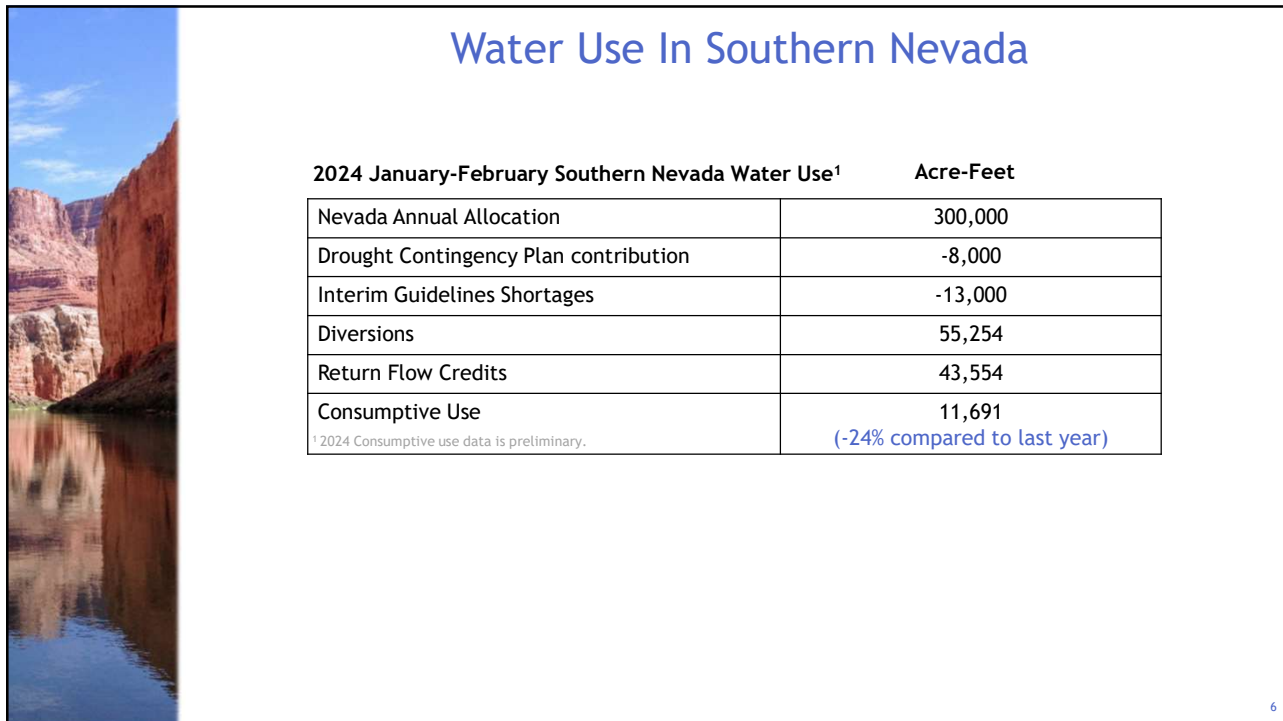 Water Use In Southern Nevada
2024 January-February Southern Nevada Water Use¹ Acre-Feet
Nevada Annual Allocation 300,000
Drought Contingency Plan contribution -8,000
Interim Guidelines Shortages -13,000
Diversions 55,254
Return Flow Credits 43,554
Consumptive Use 11,691
¹ 2024 Consumptive use data is preliminary. (-24% compared to last year)
6